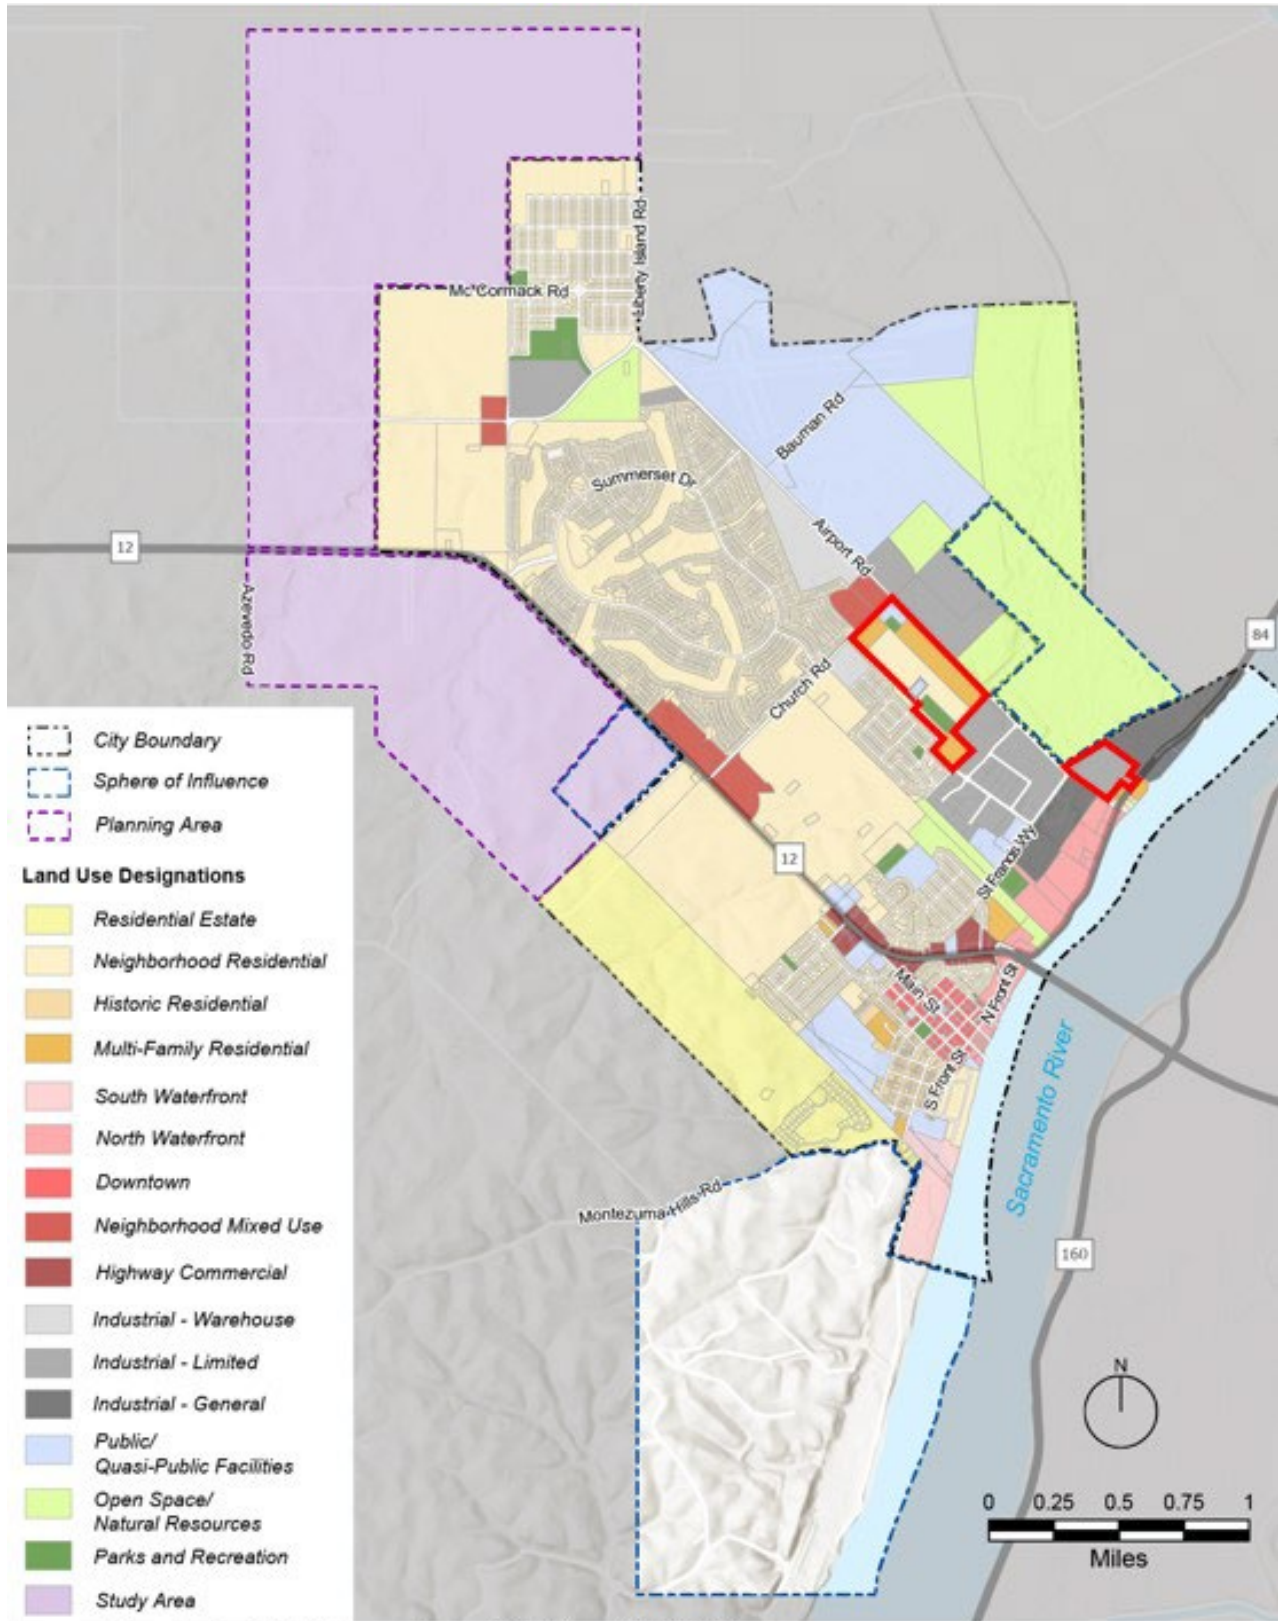 Liberty Island Rd
Mc Cormack Rd
Bauman Rd
Summerset Dr
Airport Rd
12
Azevedo Rd
84
Church Rd
12
St Francis Wy
Main St
N Front St
S Front St
Sacramento River
Montezuma Hills Rd
160
City Boundary
Sphere of Influence
Planning Area
Land Use Designations
Residential Estate
Neighborhood Residential
Historic Residential
Multi-Family Residential
South Waterfront
North Waterfront
Downtown
Neighborhood Mixed Use
Highway Commercial
Industrial - Warehouse
Industrial - Limited
Industrial - General
Public/
Quasi-Public Facilities
Open Space/
Natural Resources
Parks and Recreation
Study Area
N
0 0.25 0.5 0.75 1
Miles